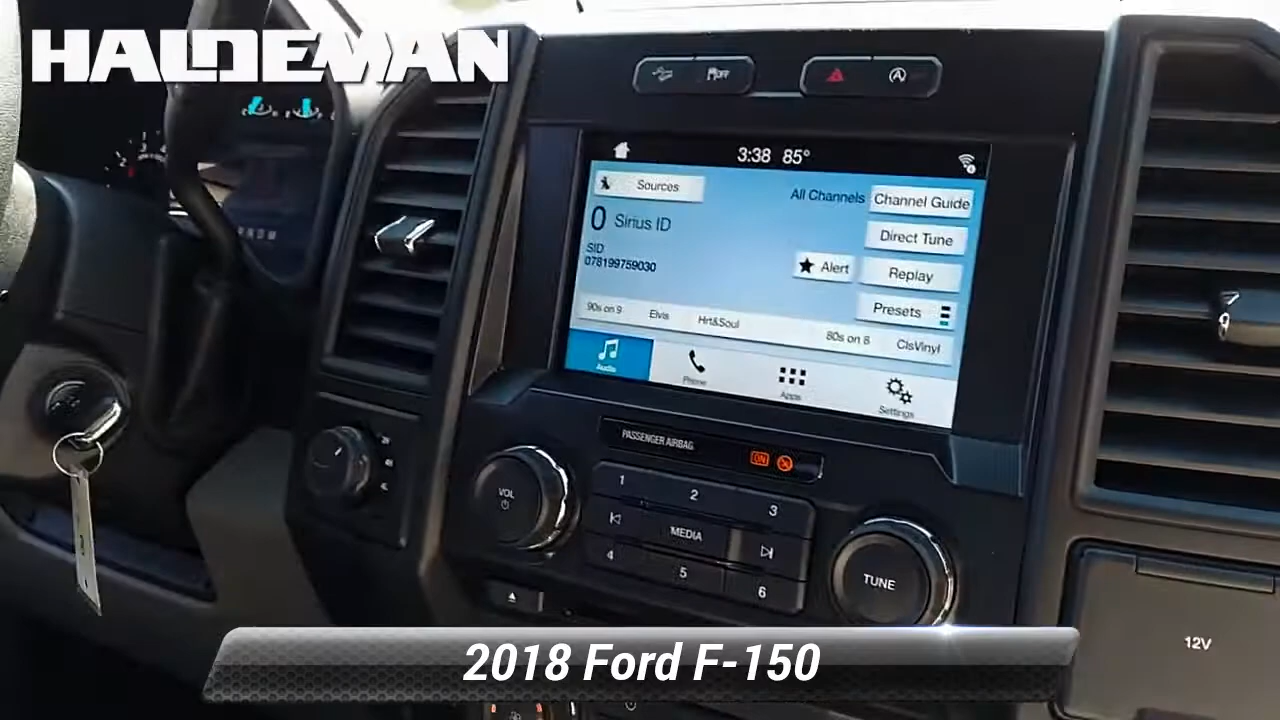 HALDEMAN
OFF
3:38 85°
Sources
All Channels
Channel Guide
0 Sirius ID
Direct Tune
SID
078199759030
Alert
Replay
Presets
90s on 9 Elvis Hrt&Soul 80s on 8 ClsVinyl
Audio Phone Apps Settings
PASSENGER AIRBAG
ON
VOL
1 2 3
MEDIA
4 5 6
TUNE
12V
2018 Ford F-150